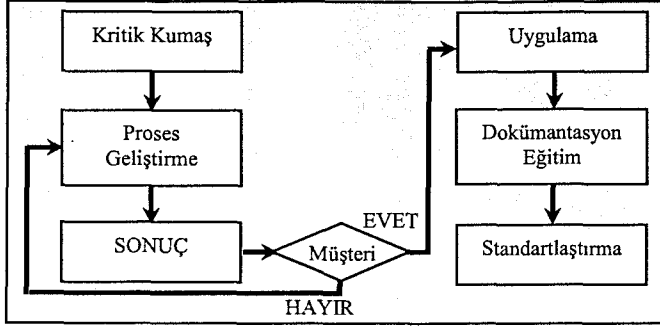 Kritik Kumaş
Proses
Geliştirme
SONUÇ
Müşteri
EVET
HAYIR
Uygulama
Dokümantasyon
Eğitim
Standartlaştırma